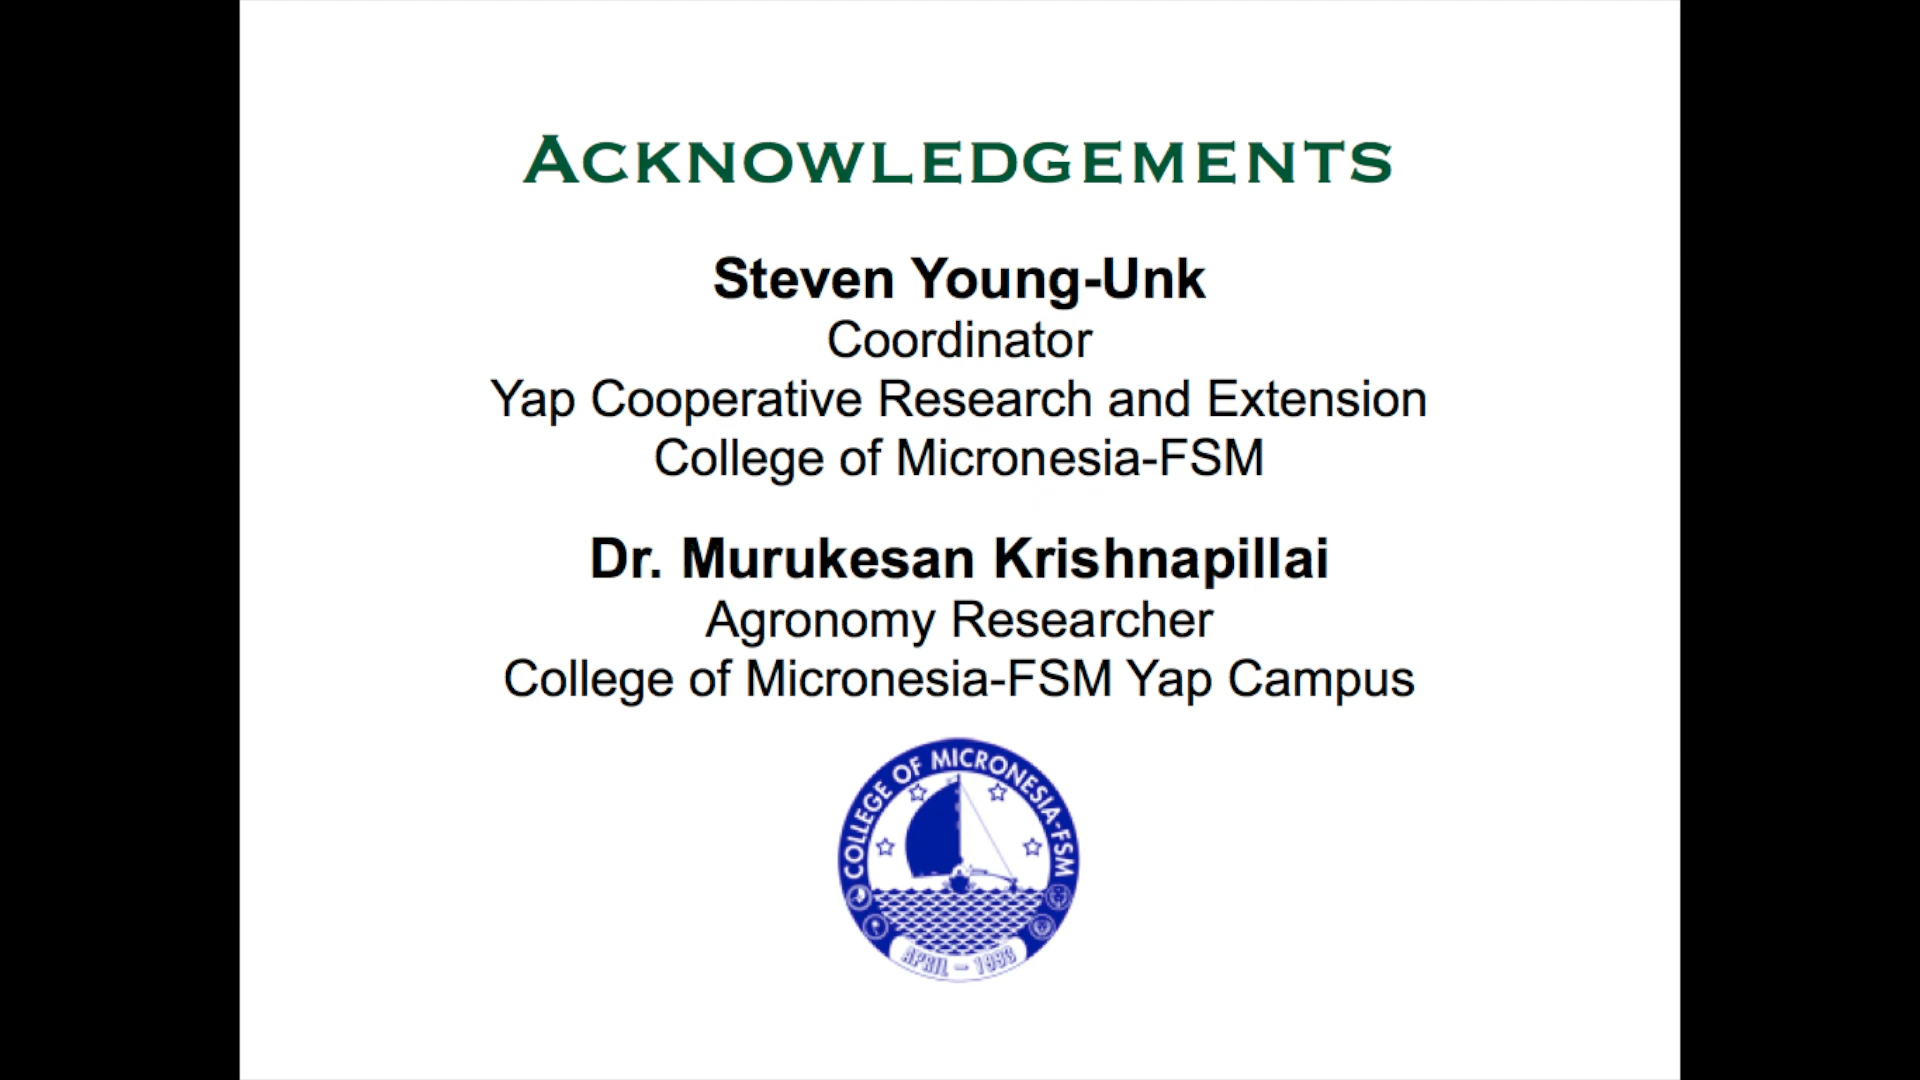 ACKNOWLEDGEMENTS
Steven Young-Unk
Coordinator
Yap Cooperative Research and Extension
College of Micronesia-FSM
Dr. Murukesan Krishnapillai
Agronomy Researcher
College of Micronesia-FSM Yap Campus
COLLEGE OF MICRONESIA-FSM
APRIL – 1993